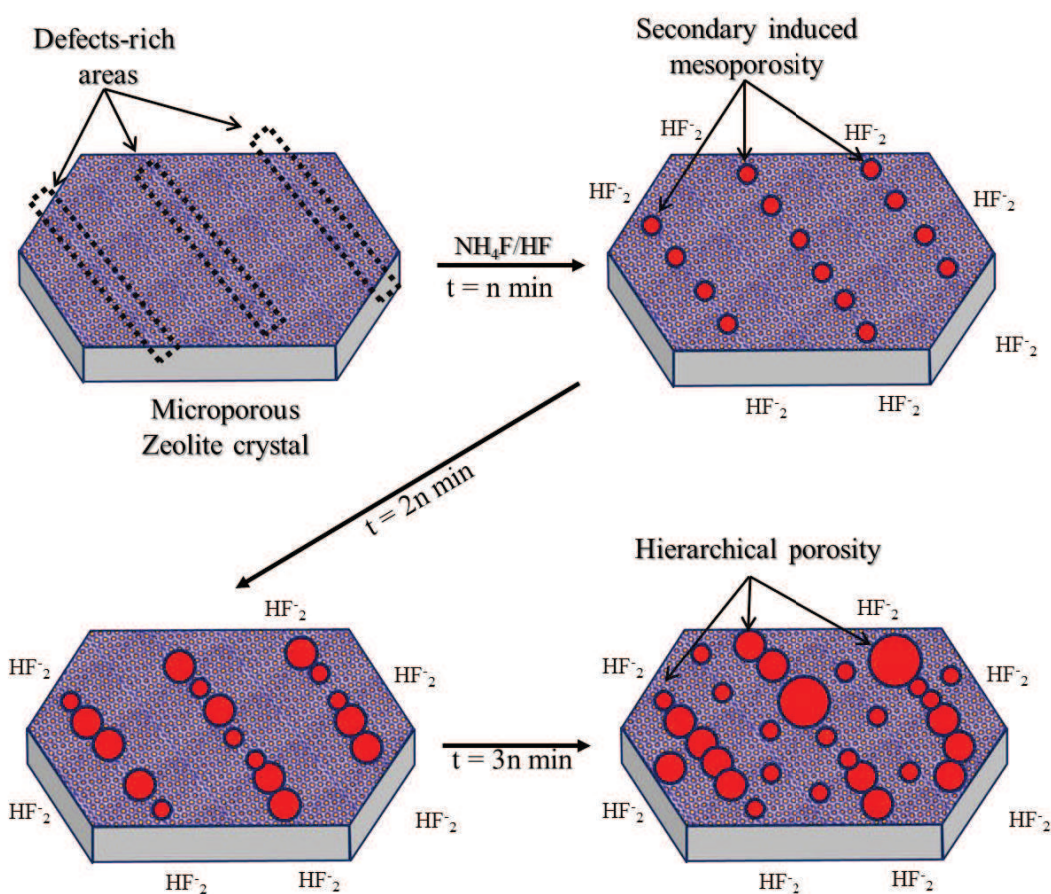 Defects-rich
areas
Secondary induced
mesoporosity
HF⁻₂
HF⁻₂
HF⁻₂
HF⁻₂
NH₄F/HF
t = n min
HF⁻₂
HF⁻₂
HF⁻₂
Microporous
Zeolite crystal
t = 2n min
Hierarchical porosity
HF⁻₂
HF⁻₂
HF⁻₂
HF⁻₂
HF⁻₂
HF⁻₂
HF⁻₂
t = 3n min
HF⁻₂
HF⁻₂
HF⁻₂
HF⁻₂
HF⁻₂
HF⁻₂
HF⁻₂